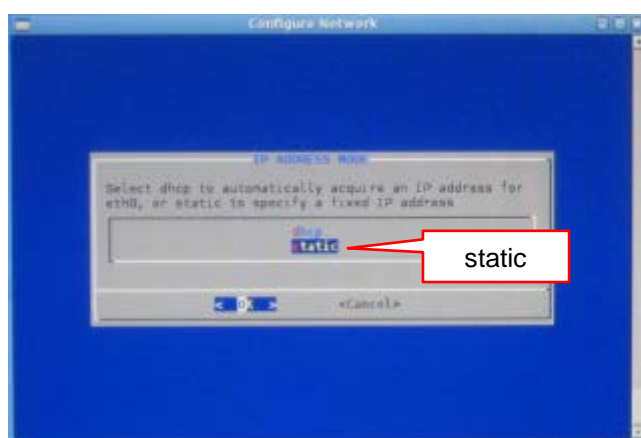 Configure Network
IP ADDRESS MODE
Select dhcp to automatically acquire an IP address for
eth0, or static to specify a fixed IP address
dhcp
static
static
< OK > <Cancel>